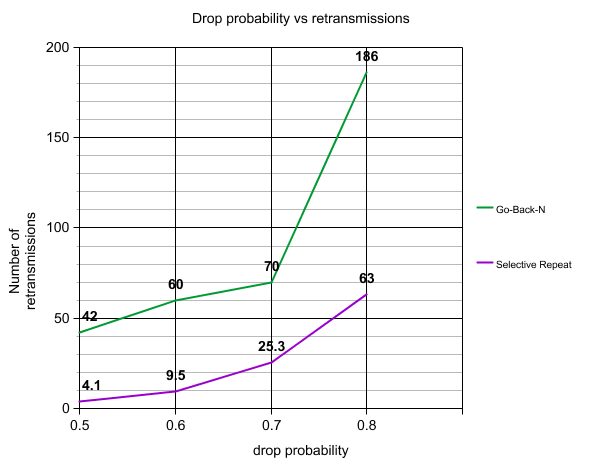 Drop probability vs retransmissions
200
150
100
50
0
Number of
retransmissions
186
70
60
42
63
25.3
9.5
4.1
0.5 0.6 0.7 0.8
drop probability
Go-Back-N
Selective Repeat